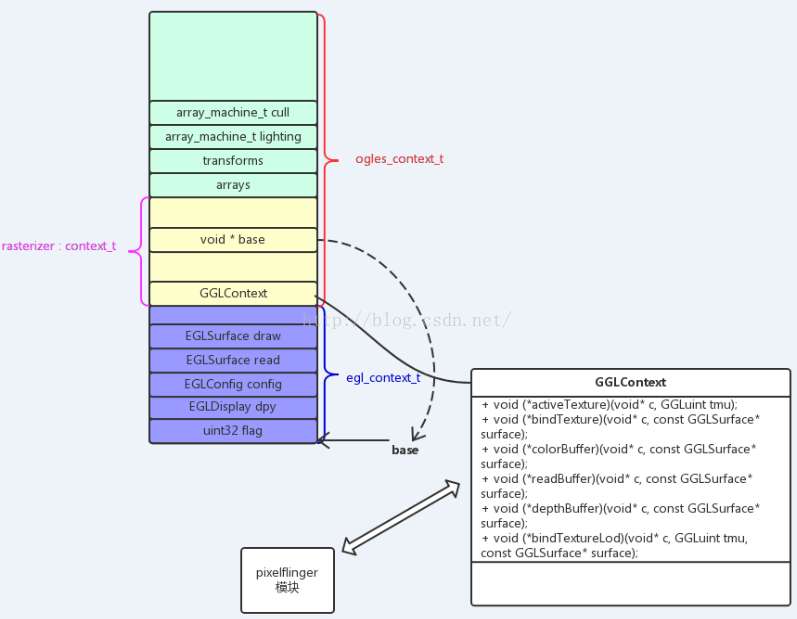 array_machine_t cull
array_machine_t lighting
transforms
arrays
ogles_context_t
void * base
rasterizer : context_t
GGLContext
http://blog.csdn.net/
EGLSurface draw
EGLSurface read
EGLConfig config
EGLDisplay dpy
uint32 flag
egl_context_t
base
GGLContext
+ void (*activeTexture)(void* c, GGLuint tmu);
+ void (*bindTexture)(void* c, const GGLSurface*
surface);
+ void (*colorBuffer)(void* c, const GGLSurface*
surface);
+ void (*readBuffer)(void* c, const GGLSurface*
surface);
+ void (*depthBuffer)(void* c, const GGLSurface*
surface);
+ void (*bindTextureLod)(void* c, GGLuint tmu,
const GGLSurface* surface);
pixelflinger
模块